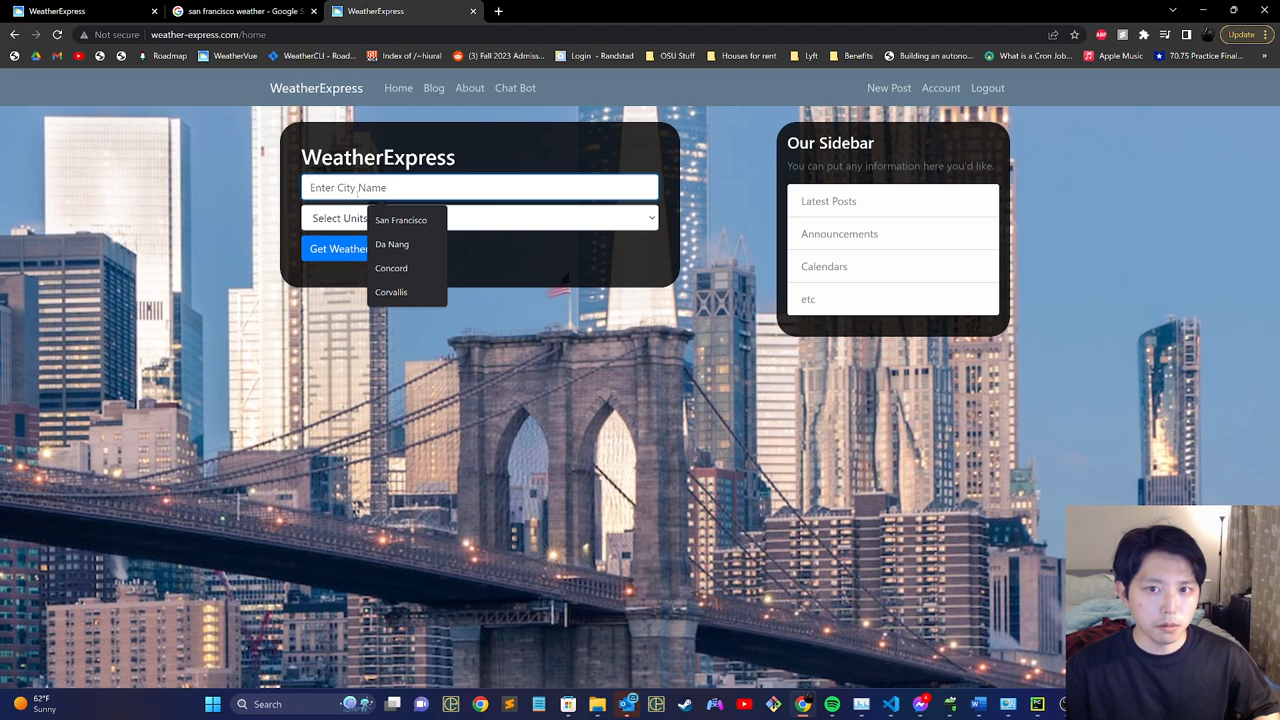 WeatherExpress
san francisco weather - Google S
WeatherExpress
Not secure
weather-express.com/home
Update
Roadmap
WeatherVue
WeatherCLI - Roadmap...
Index of /~hiural
(3) Fall 2023 Admiss...
Login - Randstad
OSU Stuff
Houses for rent
Lyft
Benefits
Building an autono...
What is a Cron Job...
Apple Music
70.75 Practice Final...
»
WeatherExpress
Home
Blog
About
Chat Bot
New Post
Account
Logout
WeatherExpress
Enter City Name
Select Units
San Francisco
Da Nang
Concord
Corvallis
Get Weather
Our Sidebar
You can put any information here you'd like.
Latest Posts
Announcements
Calendars
etc
62°F
Sunny
Search
4